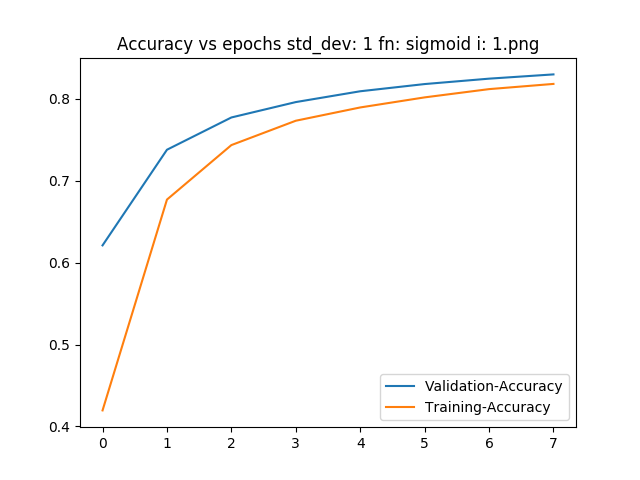 Accuracy vs epochs std_dev: 1 fn: sigmoid i: 1.png
0.8
0.7
0.6
0.5
0.4
Validation-Accuracy
Training-Accuracy
0 1 2 3 4 5 6 7